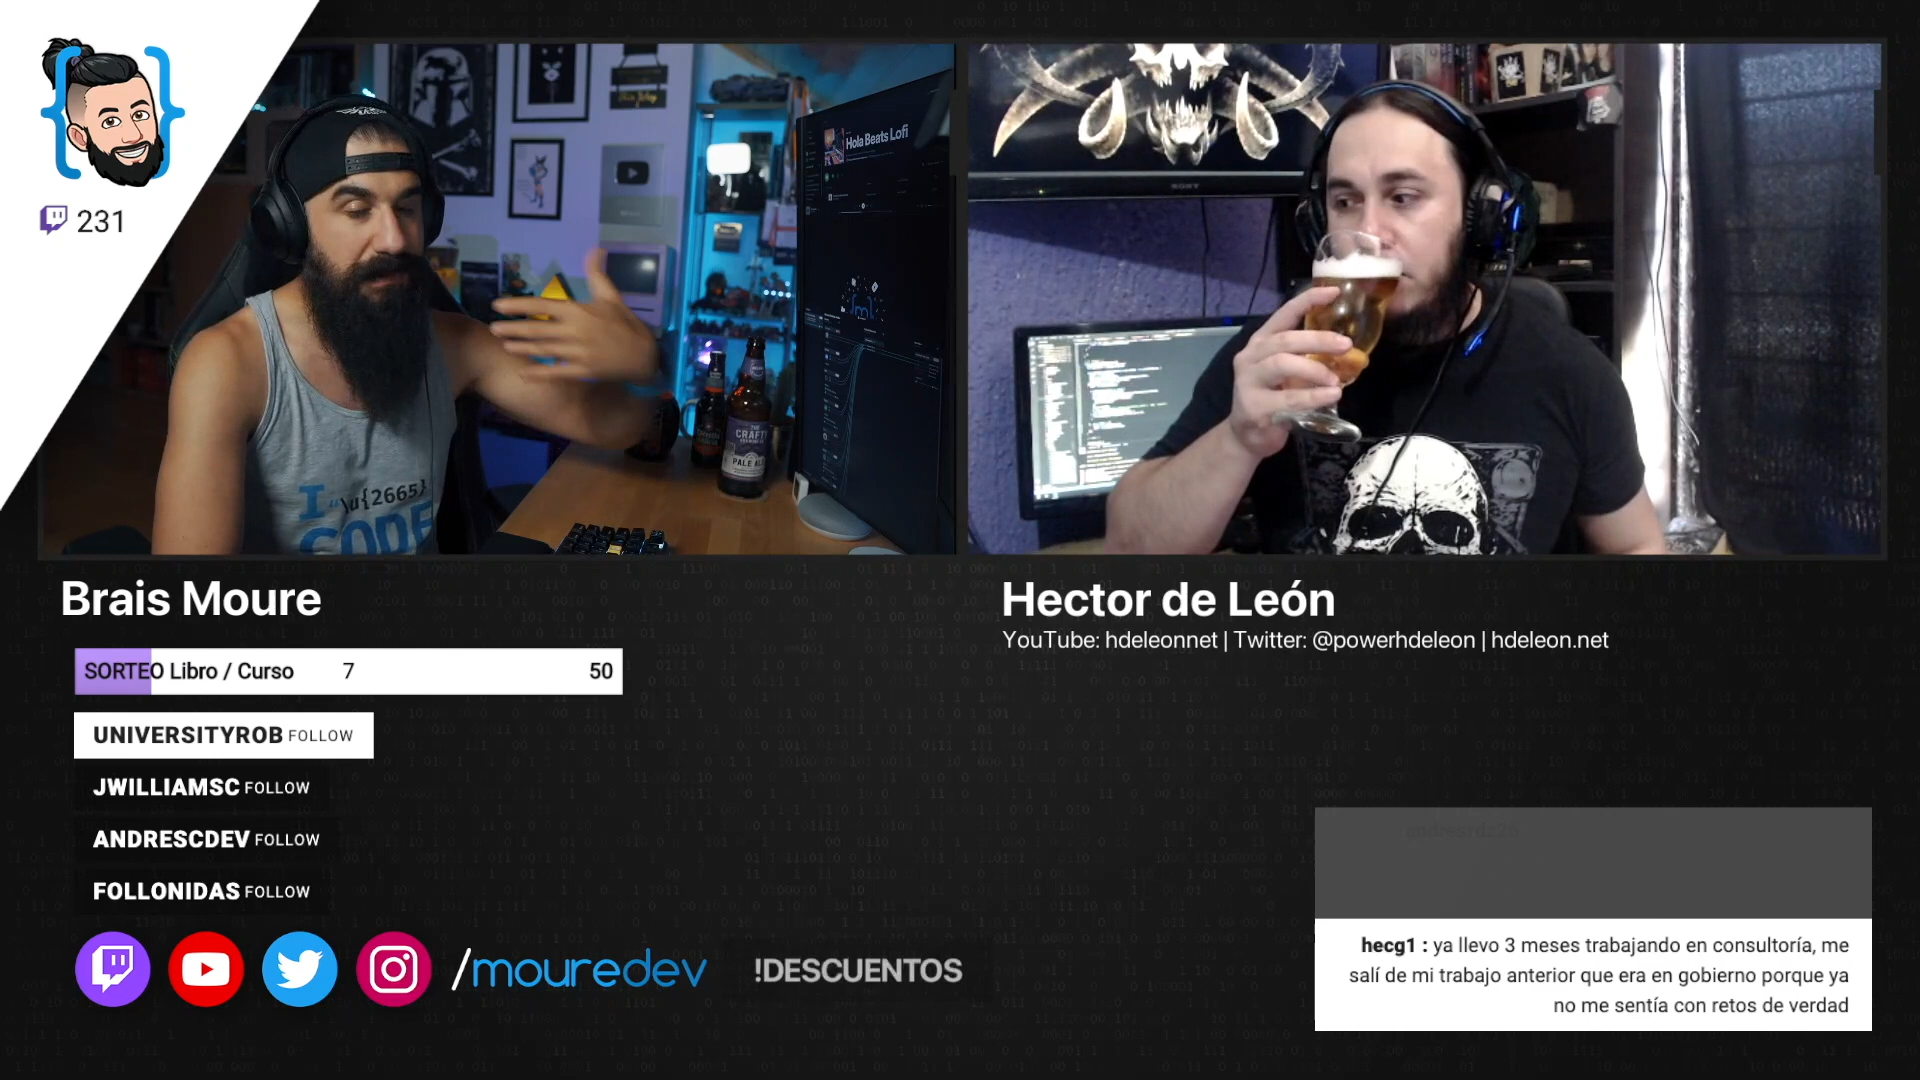 231
Hola Beats Lofi
SONY
THE
CRAFT
PALE ALE
I "\u{2665}
CODE
Brais Moure
Hector de León
YouTube: hdeleonnet | Twitter: @powerhdeleon | hdeleon.net
SORTEO Libro / Curso 7 50
UNIVERSITYROB FOLLOW
JWILLIAMSC FOLLOW
ANDRESCDEV FOLLOW
FOLLONIDAS FOLLOW
/mouredev
!DESCUENTOS
hecg1 : ya llevo 3 meses trabajando en consultoría, me
salí de mi trabajo anterior que era en gobierno porque ya
no me sentía con retos de verdad